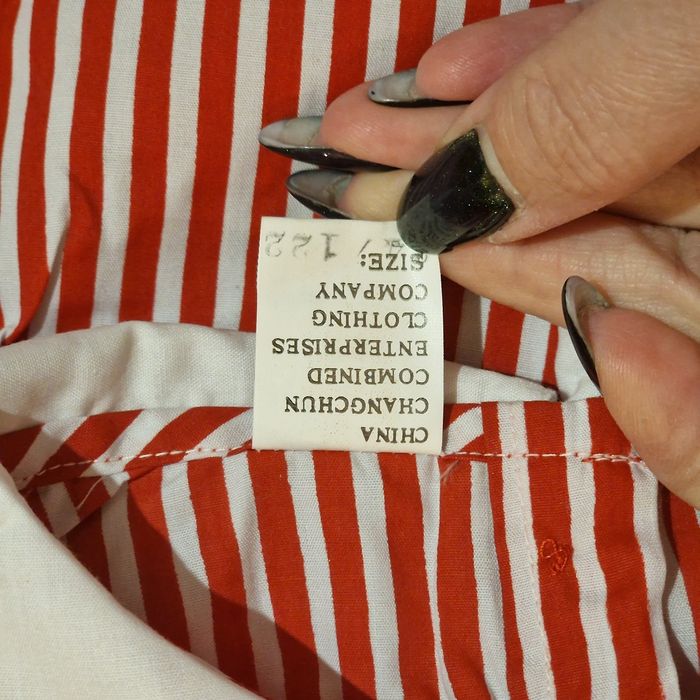 CHINA
CHANGCHUN
COMBINED
ENTERPRISES
CLOTHING
COMPANY
SIZE:
122